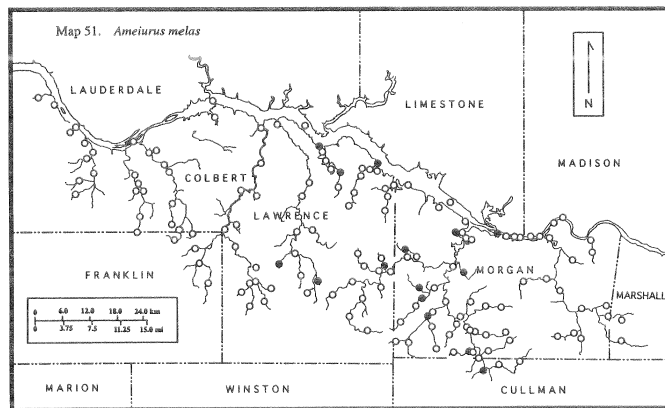 Map 51. Ameiurus melas
LAUDERDALE
LIMESTONE
N
MADISON
COLBERT
LAWRENCE
FRANKLIN
MORGAN
MARSHALL
0 6.0 12.0 18.0 24.0 km
0 3.75 7.5 11.25 15.0 mi
MARION
WINSTON
CULLMAN